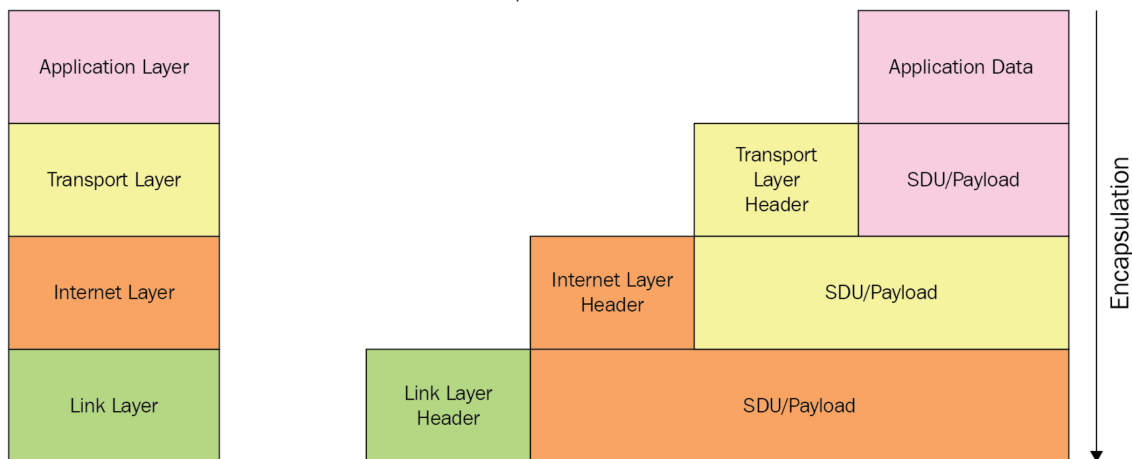 Application Layer
Application Data
Transport Layer
Transport
Layer
Header
SDU/Payload
Internet Layer
Internet Layer
Header
SDU/Payload
Link Layer
Link Layer
Header
SDU/Payload
Encapsulation